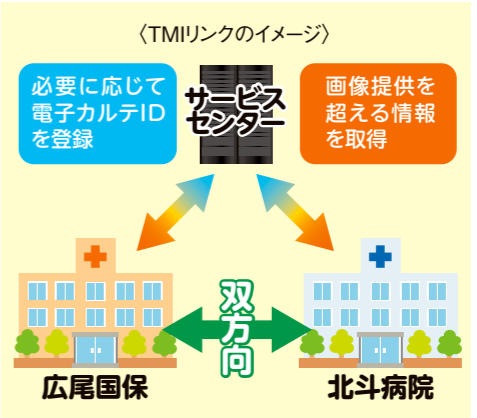 〈TMIリンクのイメージ〉
必要に応じて
電子カルテID
を登録
サービス
センター
画像提供を
超える情報
を取得
双方向
広尾国保
北斗病院